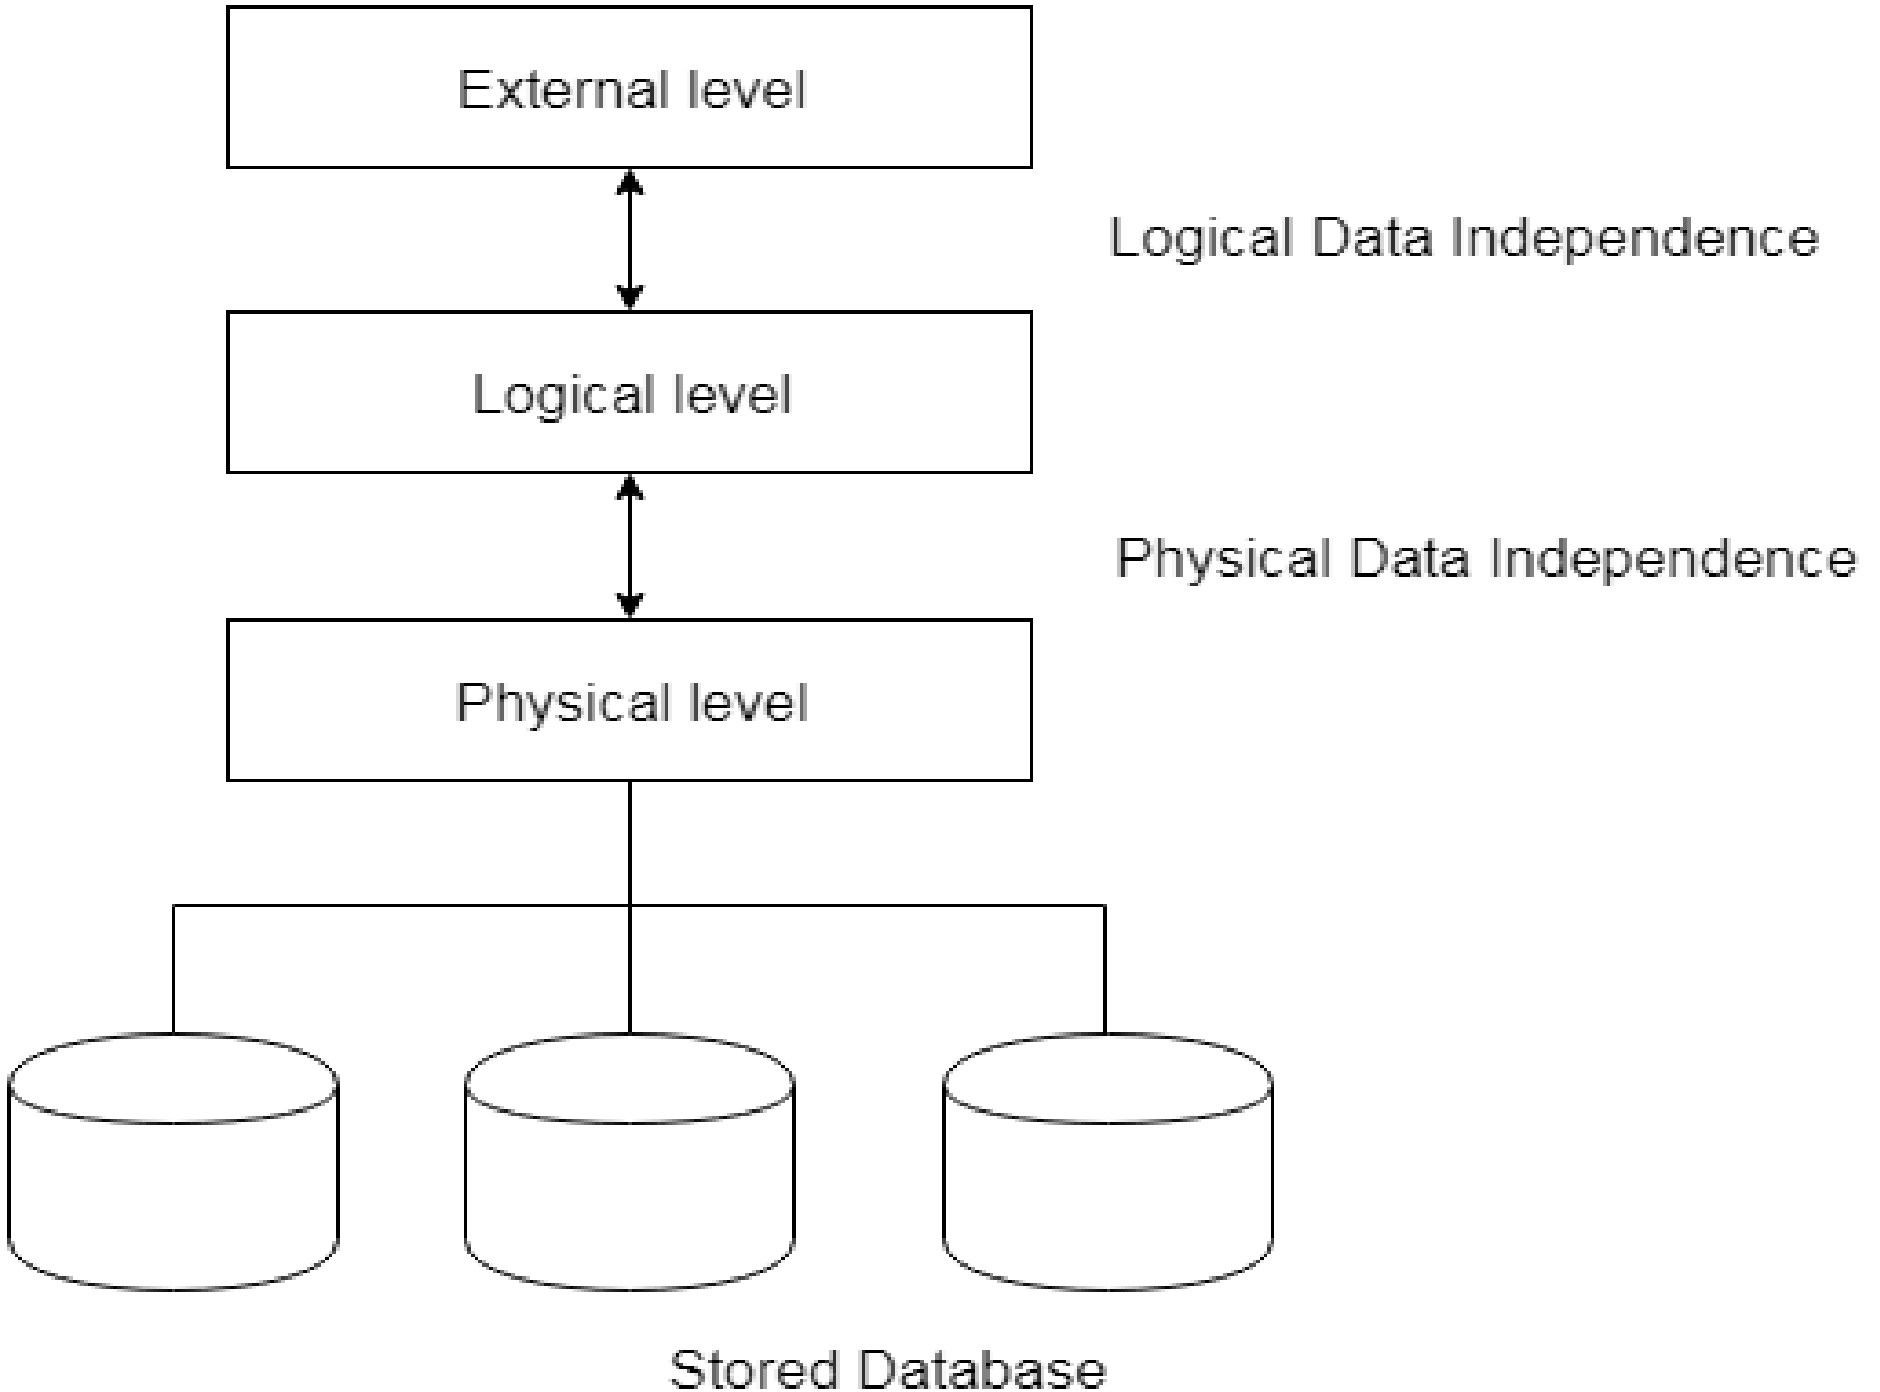 External level
Logical Data Independence
Logical level
Physical Data Independence
Physical level
Stored Database